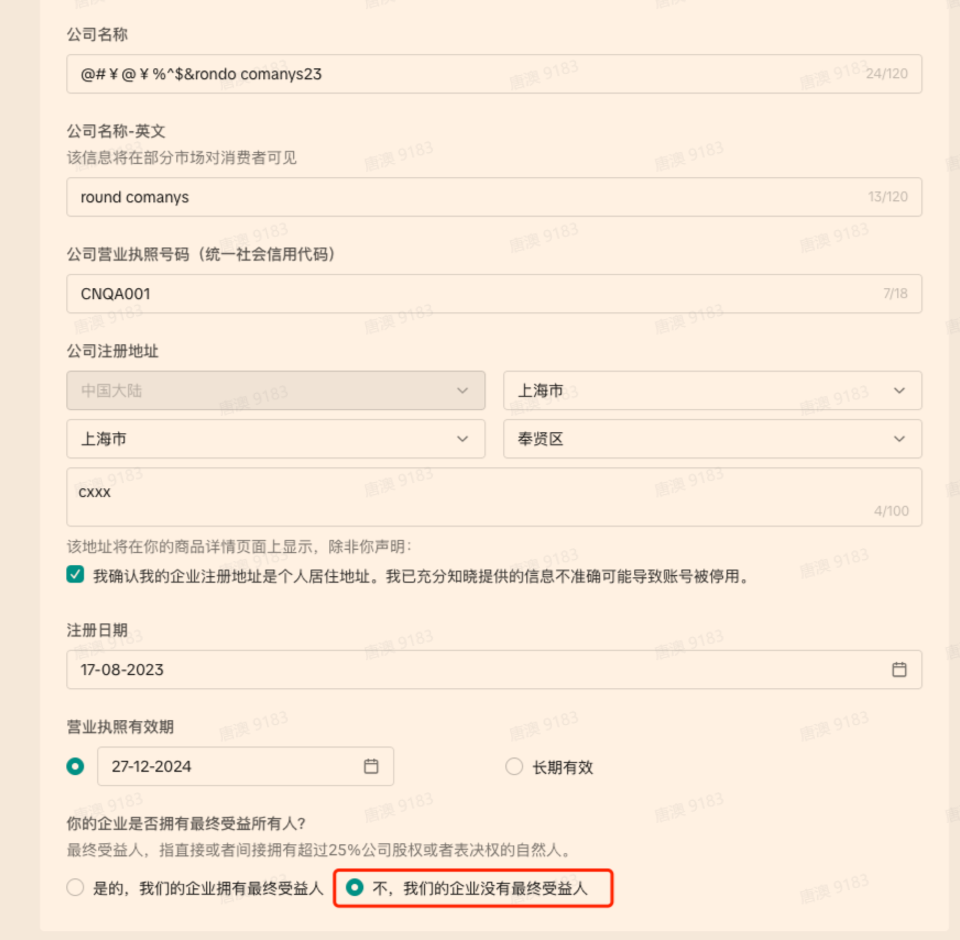 公司名称
@#￥@￥%^$&rondo comanys23
24/120
公司名称-英文
该信息将在部分市场对消费者可见
round comanys
13/120
公司营业执照号码（统一社会信用代码）
CNQA001
7/18
公司注册地址
中国大陆
上海市
上海市
奉贤区
cxxx
4/100
该地址将在你的商品详情页面上显示，除非你声明：
我确认我的企业注册地址是个人居住地址。我已充分知晓提供的信息不准确可能导致账号被停用。
注册日期
17-08-2023
营业执照有效期
27-12-2024
长期有效
你的企业是否拥有最终受益所有人?
最终受益人，指直接或者间接拥有超过25%公司股权或者表决权的自然人。
是的，我们的企业拥有最终受益人
不，我们的企业没有最终受益人
唐澳 9183